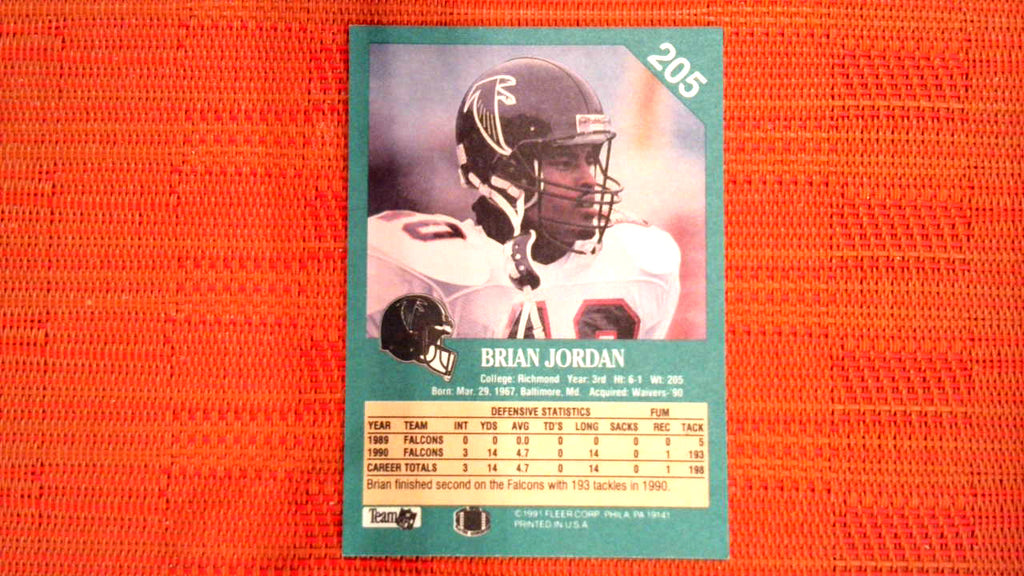 205
BRIAN JORDAN
College: Richmond Year: 3rd Ht: 6-1 Wt: 205
Born: Mar. 29, 1967, Baltimore, Md. Acquired: Waivers-'90
DEFENSIVE STATISTICS FUM
YEAR TEAM INT YDS AVG TD'S LONG SACKS REC TACK
1989 FALCONS 0 0 0.0 0 0 0 0 5
1990 FALCONS 3 14 4.7 0 14 0 1 193
CAREER TOTALS 3 14 4.7 0 14 0 1 198
Brian finished second on the Falcons with 193 tackles in 1990.
Team NFL
©1991 FLEER CORP. PHILA. PA 19141
PRINTED IN U.S.A.